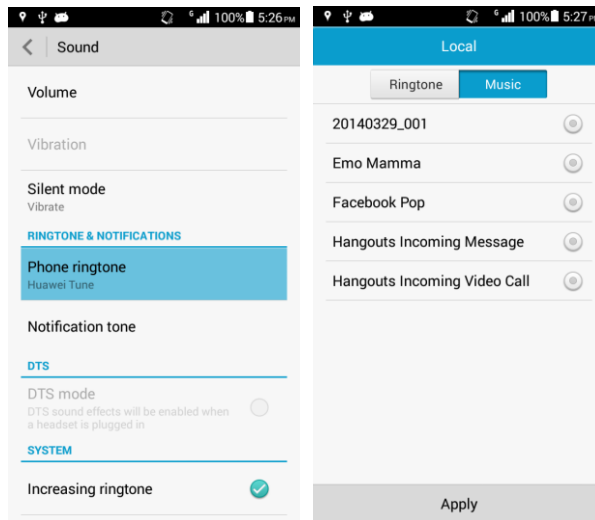 G 100% 5:26 PM
Sound
Volume
Vibration
Silent mode
Vibrate
RINGTONE & NOTIFICATIONS
Phone ringtone
Huawei Tune
Notification tone
DTS
DTS mode
DTS sound effects will be enabled when
a headset is plugged in
SYSTEM
Increasing ringtone
G 100% 5:27 P
Local
Ringtone Music
20140329_001
Emo Mamma
Facebook Pop
Hangouts Incoming Message
Hangouts Incoming Video Call
Apply